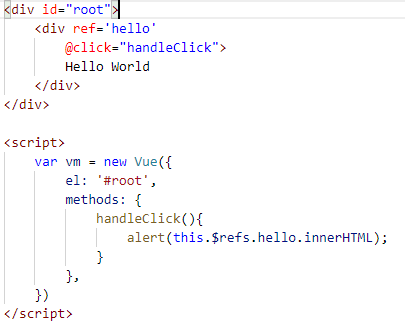 <div id="root">
    <div ref='hello'
        @click="handleClick">
        Hello World
    </div>
</div>

<script>
    var vm = new Vue({
        el: '#root',
        methods: {
            handleClick(){
                alert(this.$refs.hello.innerHTML);
            }
        },
    })
</script>